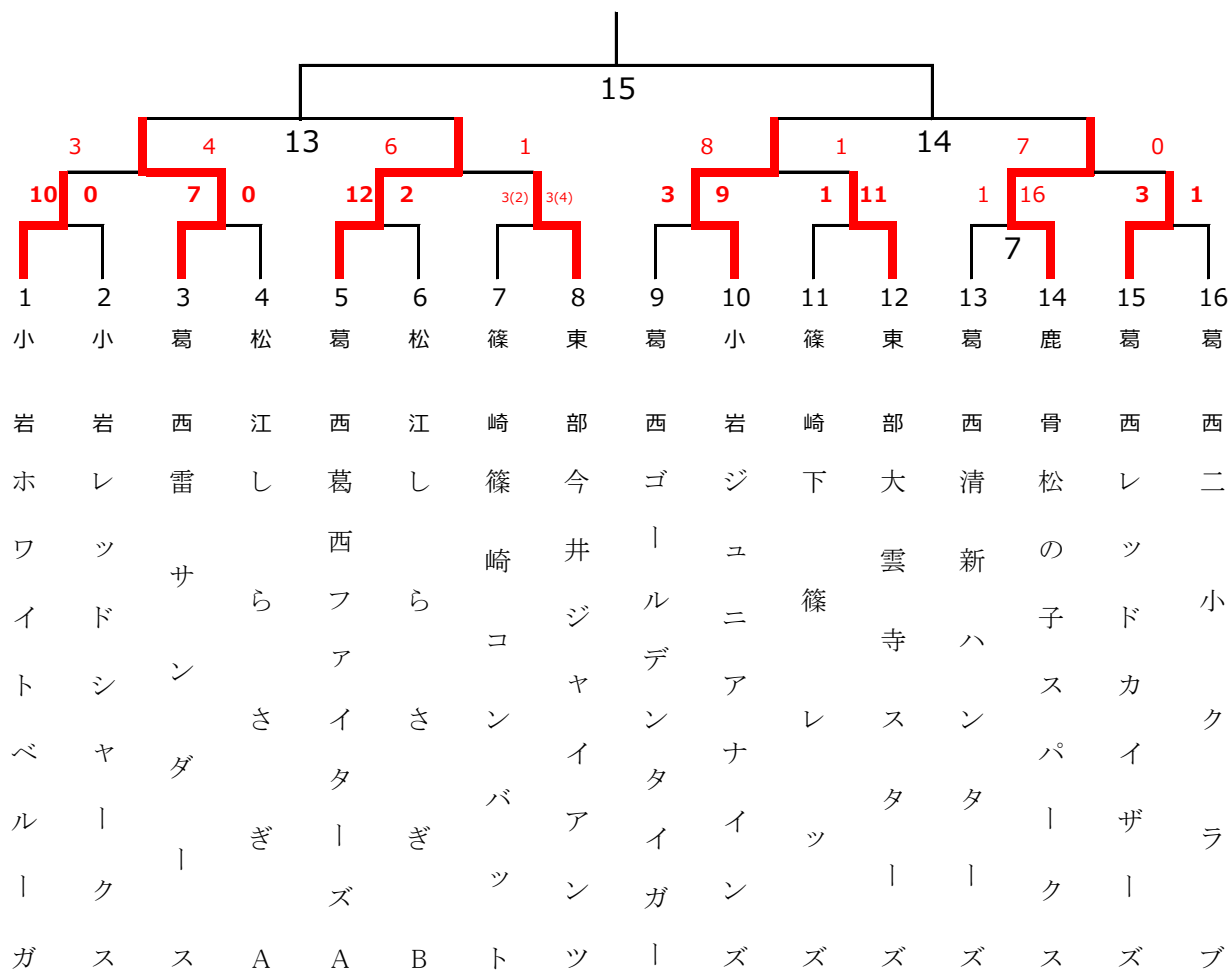 15
13 14
3 4 6 1 8 1 7 0
10 0 7 0 12 2 3(2) 3(4) 3 9 1 11 1 16 3 1
7
1 2 3 4 5 6 7 8 9 10 11 12 13 14 15 16
小岩 ホワイトベルーガ
小岩 レッドシャークス
葛西 雷サンダース
松江 しらさぎA
葛西 葛西ファイターズA
松江 しらさぎB
篠崎 篠崎コンバット
東部 今井ジャイアンツ
葛西 ゴールデンタイガー
小岩 ジュニアナインズ
篠崎 下篠レッズ
東部 大雲寺スターズ
葛西 清新ハンターズ
鹿骨 松の子スパークス
葛西 レッドカイザーズ
葛西 二小クラブ